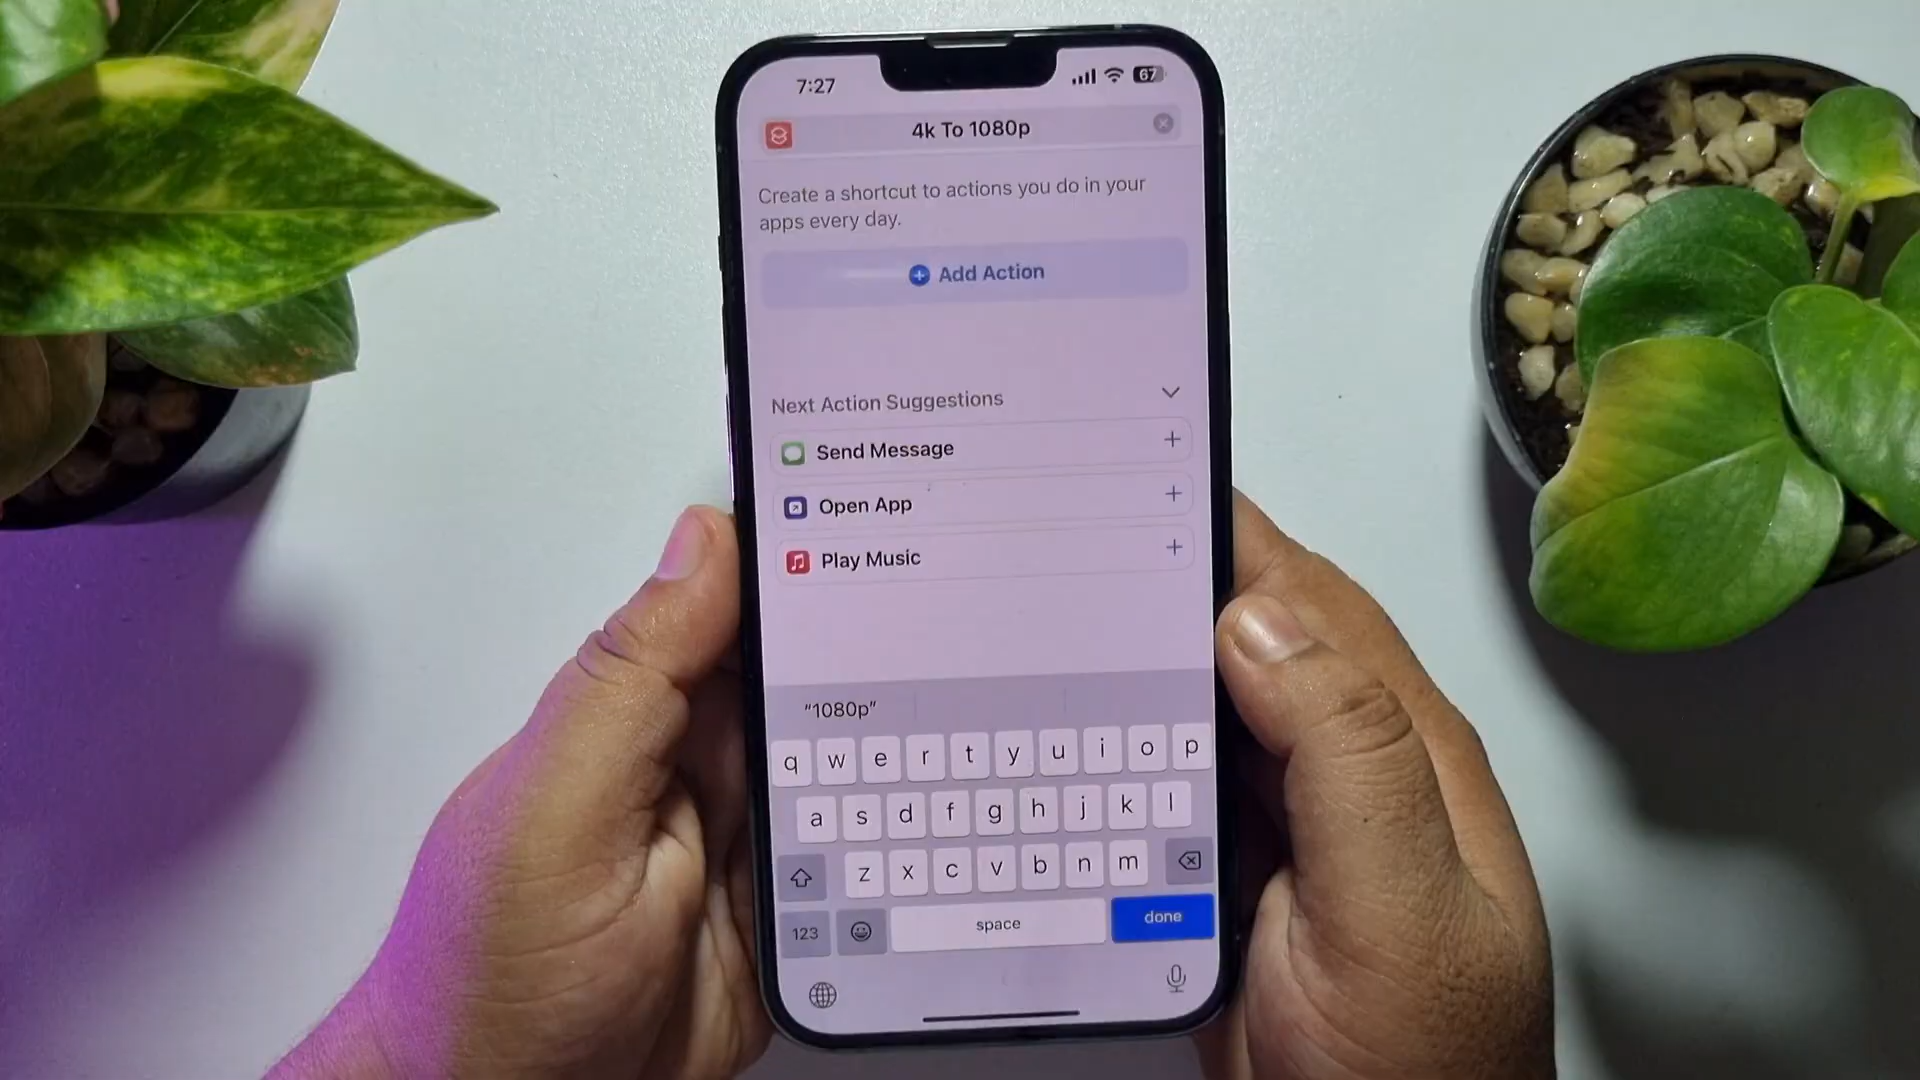 7:27
67
4k To 1080p
Create a shortcut to actions you do in your
apps every day.
Add Action
Next Action Suggestions
Send Message
Open App
Play Music
"1080p"
q w e r t y u i o p
a s d f g h j k l
z x c v b n m
123 space done